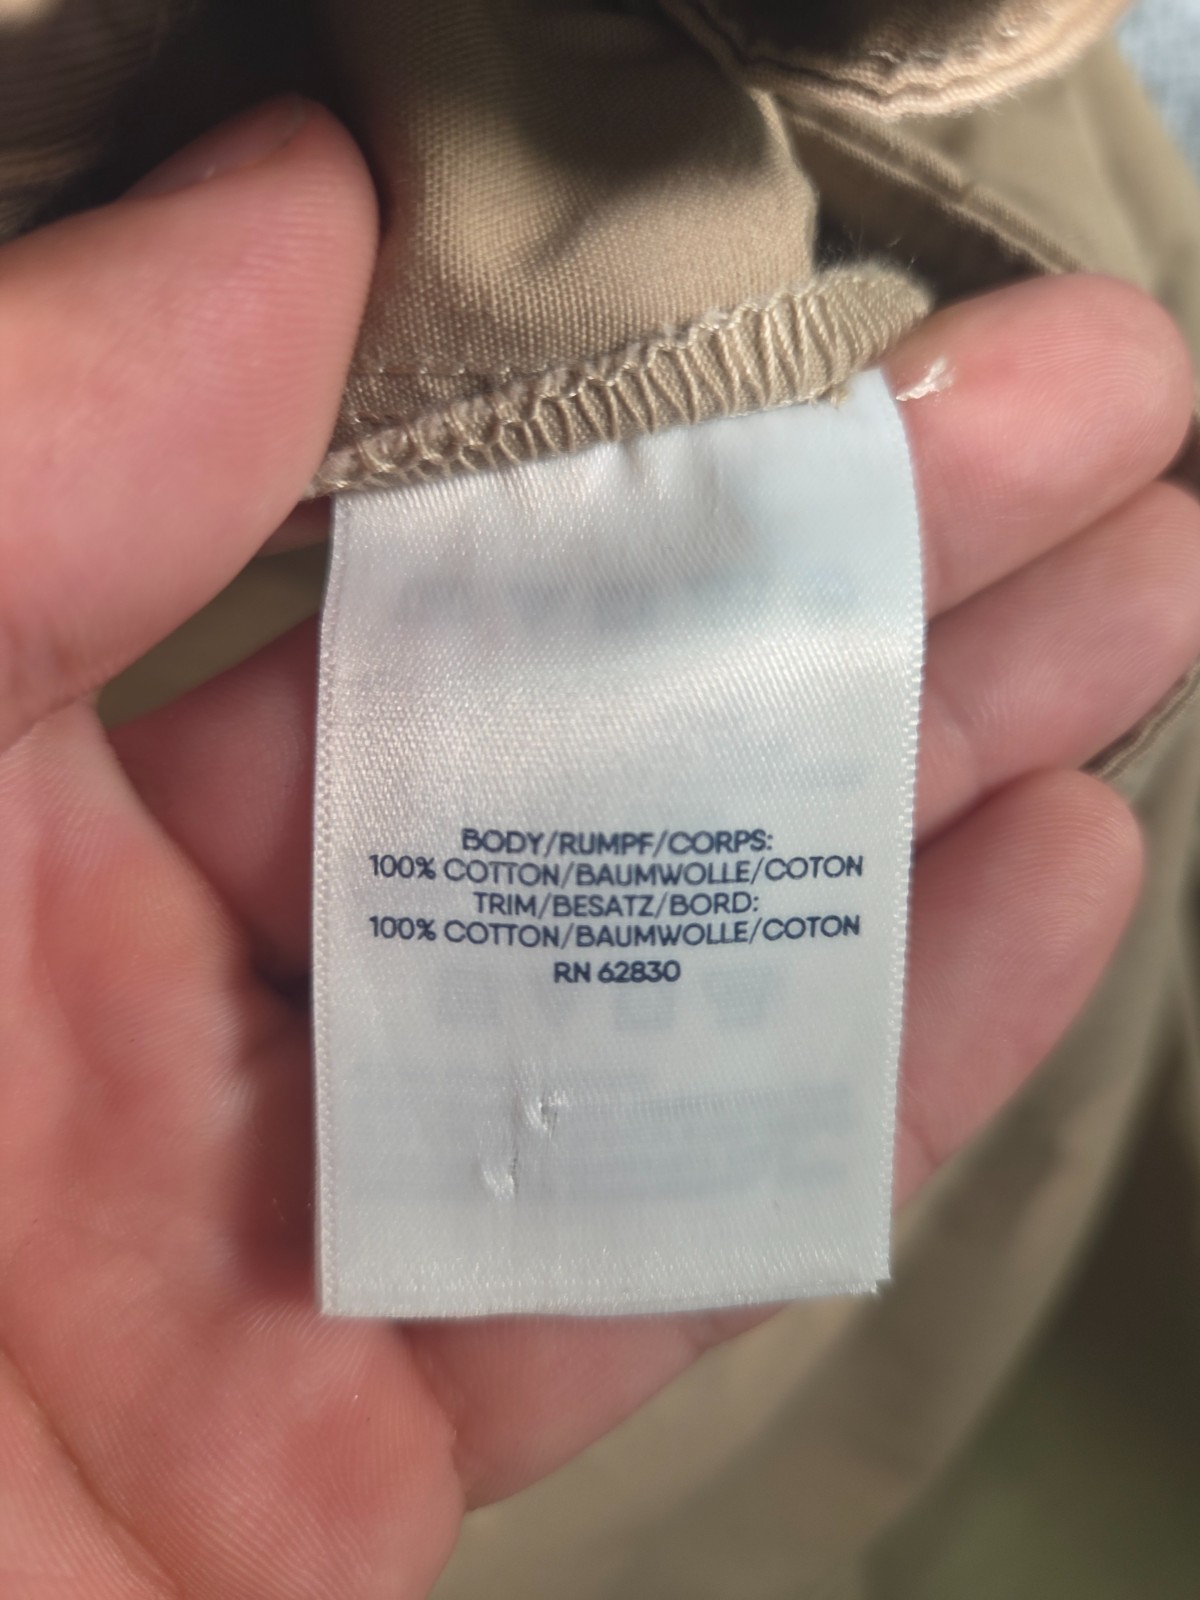 BODY/RUMPF/CORPS:
100% COTTON/BAUMWOLLE/COTON
TRIM/BESATZ/BORD:
100% COTTON/BAUMWOLLE/COTON
RN 62830